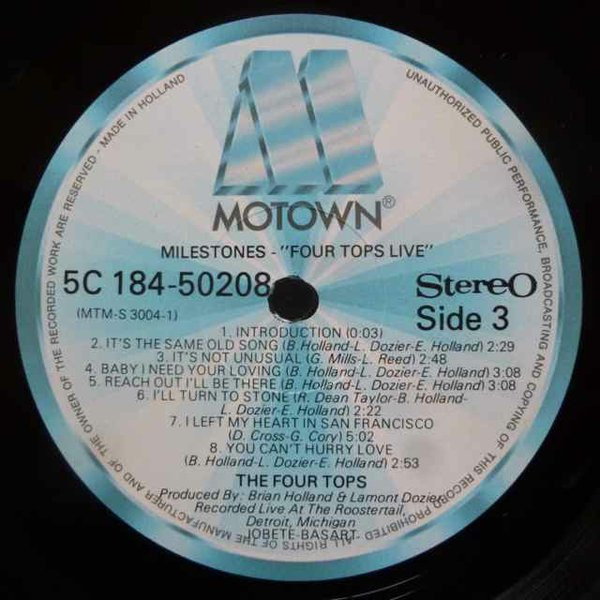 MOTOWN®
MILESTONES - "FOUR TOPS LIVE"
5C 184-50208
Stereo
(MTM-S 3004-1)
Side 3
1. INTRODUCTION (0:03)
2. IT'S THE SAME OLD SONG (B. Holland-L. Dozier-E. Holland) 2:29
3. IT'S NOT UNUSUAL (G. Mills-L. Reed) 2:48
4. BABY I NEED YOUR LOVING (B. Holland-L. Dozier-E. Holland) 3:08
5. REACH OUT I'LL BE THERE (B. Holland-L. Dozier-E. Holland) 3:08
6. I'LL TURN TO STONE (R. Dean Taylor-B. Holland-
L. Dozier-E. Holland) 2:22
7. I LEFT MY HEART IN SAN FRANCISCO
(D. Cross-G. Cory) 5:02
8. YOU CAN'T HURRY LOVE
(B. Holland-L. Dozier-E. Holland) 2:53
THE FOUR TOPS
Produced By: Brian Holland & Lamont Dozier
Recorded Live At The Roostertail,
Detroit, Michigan
JOBETE-BASART
ALL RIGHTS OF THE MANUFACTURER AND OF THE OWNER OF THE RECORDED WORK ARE RESERVED - MADE IN HOLLAND
UNAUTHORIZED PUBLIC PERFORMANCE, BROADCASTING AND COPYING OF THIS RECORD PROHIBITED